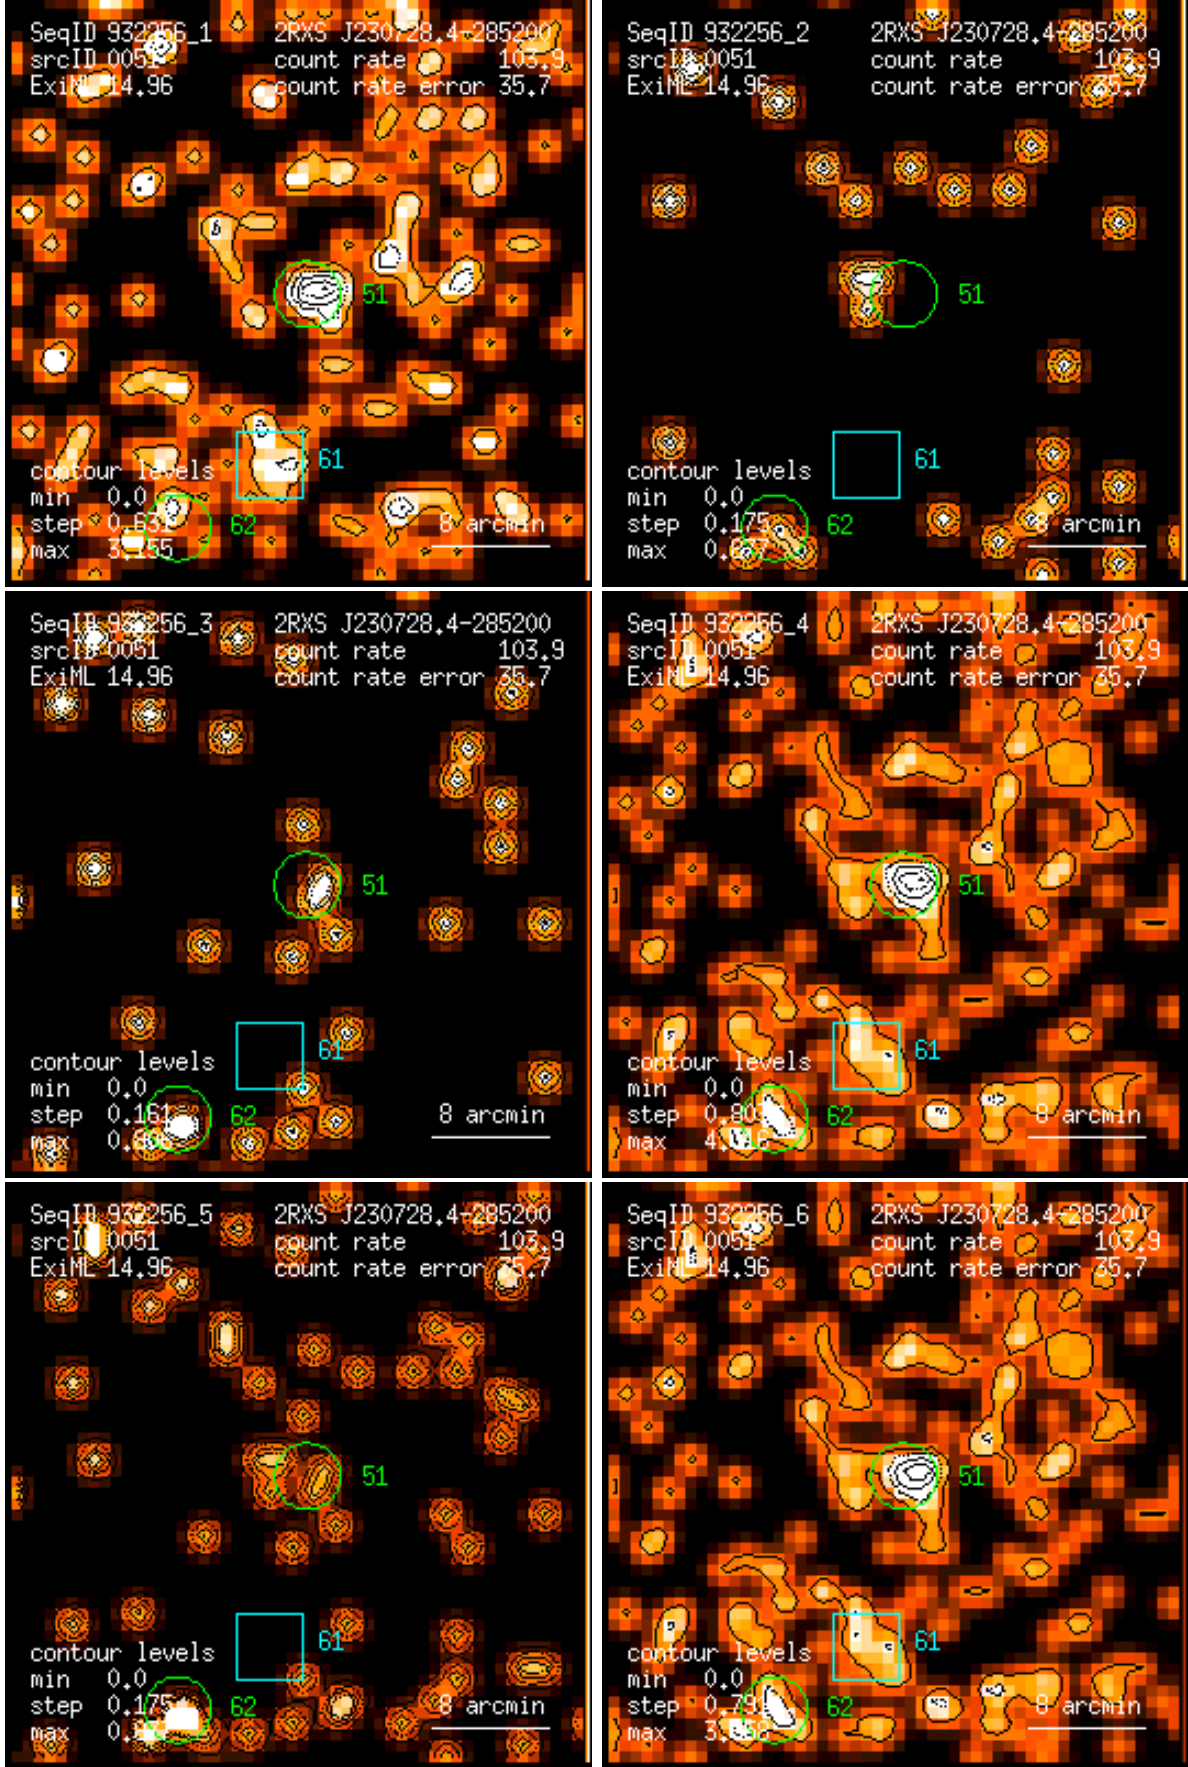 SeqID 932256_1 2RXS J230728.4-285200
srcID 0051 count rate 103.9
ExiML 14.96 count rate error 35.7
51
61
contour levels
min 0.0
step 0.631 62 8 arcmin
max 3.155
SeqID 932256_2 2RXS J230728.4-285200
srcID 0051 count rate 103.9
ExiML 14.96 count rate error 35.7
51
61
contour levels
min 0.0
step 0.175 62 8 arcmin
max
SeqID 932256_3 2RXS J230728.4-285200
srcID 0051 count rate 103.9
ExiML 14.96 count rate error 35.7
51
61
contour levels
min 0.0
step 0.161 62 8 arcmin
max
SeqID 932256_4 2RXS J230728.4-285200
srcID 0051 count rate 103.9
ExiML 14.96 count rate error 35.7
51
61
contour levels
min 0.0
step 62 8 arcmin
max
SeqID 932256_5 2RXS J230728.4-285200
srcID 0051 count rate 103.9
ExiML 14.96 count rate error 35.7
51
61
contour levels
min 0.0
step 0.175 62 8 arcmin
max
SeqID 932256_6 2RXS J230728.4-285200
srcID 0051 count rate 103.9
ExiML 14.96 count rate error 35.7
51
61
contour levels
min 0.0
step 62 8 arcmin
max